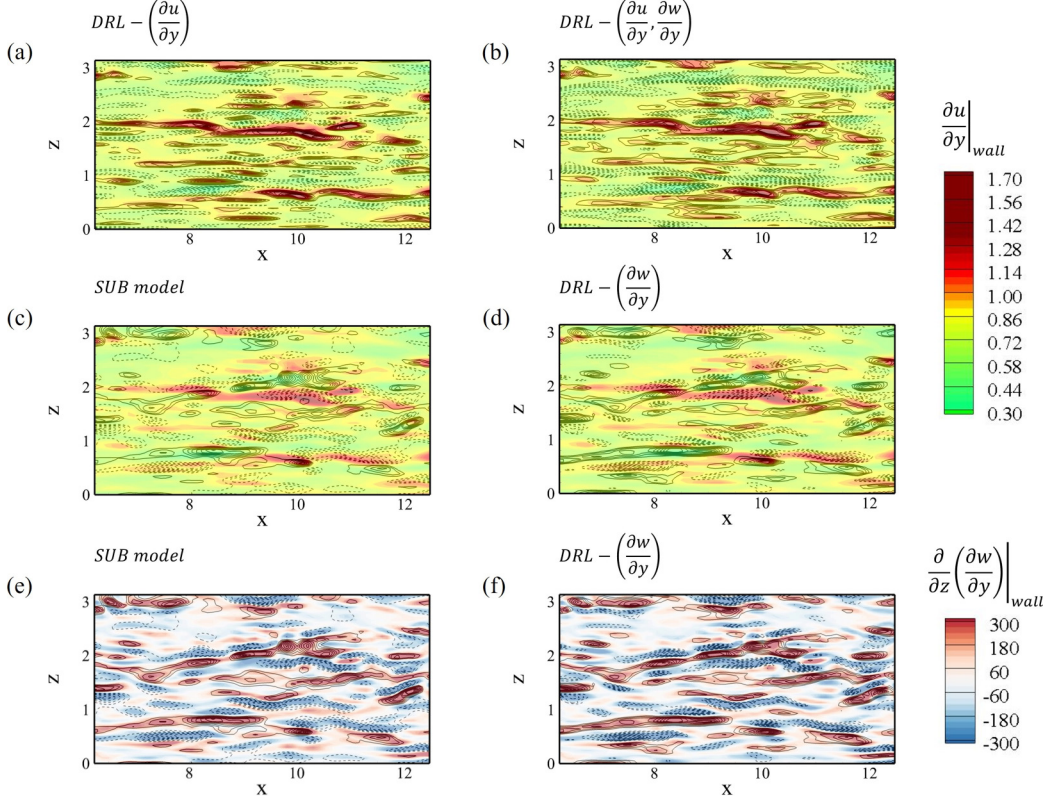 DRL − (∂u/∂y)
DRL − (∂u/∂y, ∂w/∂y)
(a)
(b)
3
2
1
0
z
8
10
12
x
3
2
1
0
z
8
10
12
x
∂u/∂y|wall
1.70
1.56
1.42
1.28
1.14
1.00
0.86
0.72
0.58
0.44
0.30
SUB model
DRL − (∂w/∂y)
(c)
(d)
3
2
1
0
z
8
10
12
x
3
2
1
0
z
8
10
12
x
SUB model
DRL − (∂w/∂y)
(e)
(f)
3
2
1
0
z
8
10
12
x
3
2
1
0
z
8
10
12
x
∂/∂z(∂w/∂y)|wall
300
180
60
-60
-180
-300